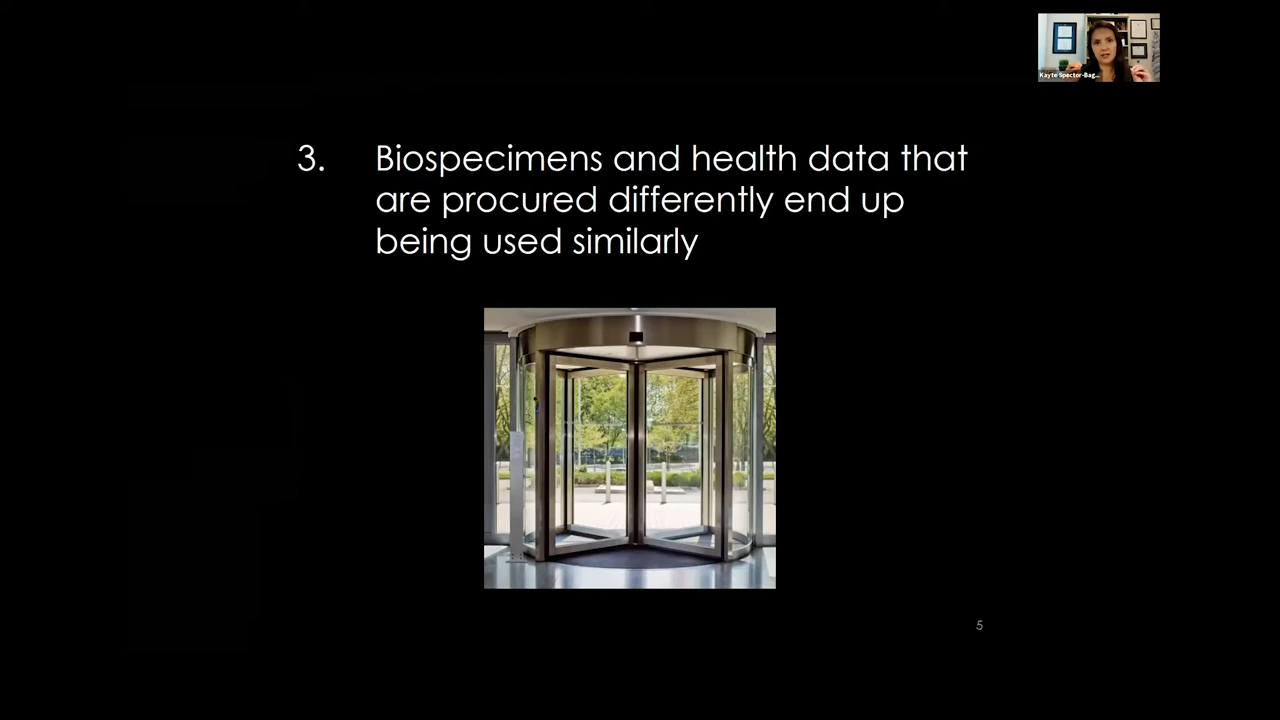 Kayte Spector-Bag...
3. Biospecimens and health data that
are procured differently end up
being used similarly
5